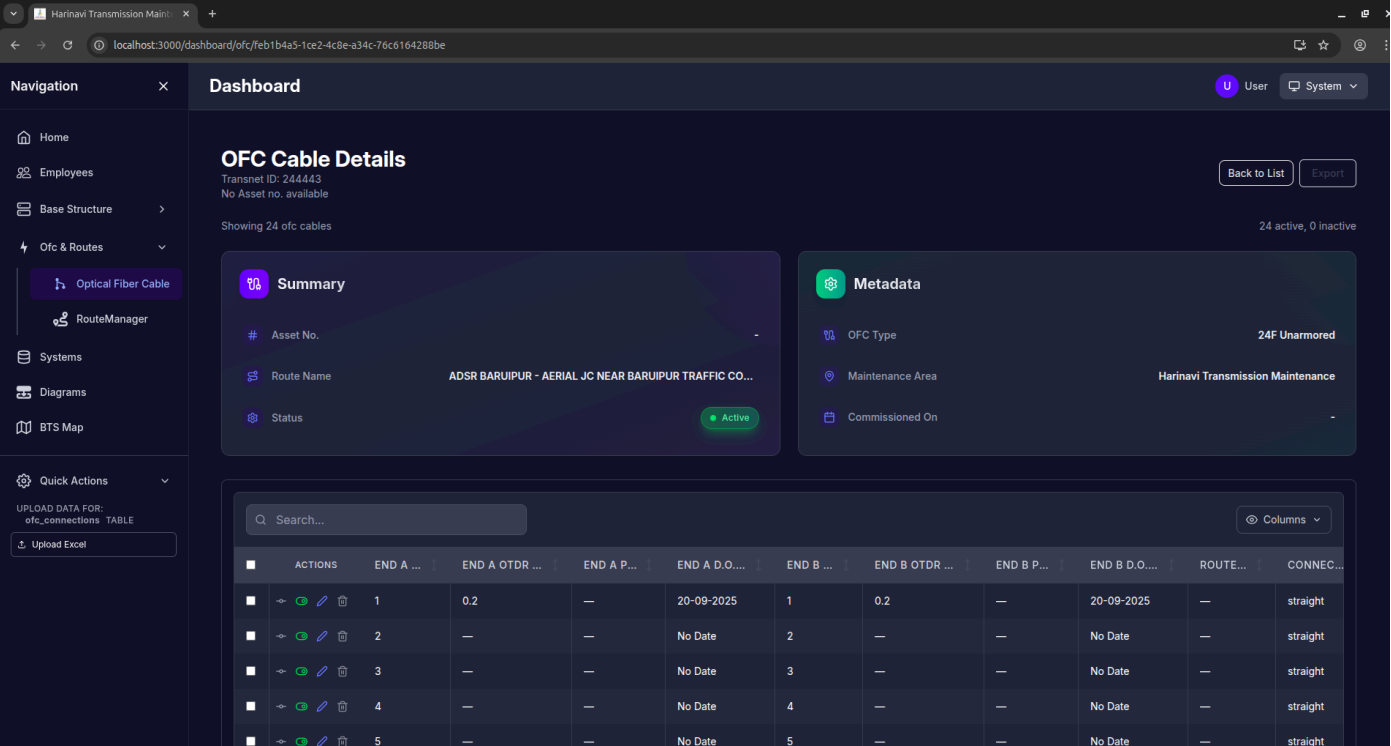 Harinavi Transmission Maint
localhost:3000/dashboard/ofc/feb1b4a5-1ce2-4c8e-a34c-76c6164288be
Navigation
Dashboard
U User System
Home
Employees
Base Structure
Ofc & Routes
Optical Fiber Cable
RouteManager
Systems
Diagrams
BTS Map
Quick Actions
UPLOAD DATA FOR:
ofc_connections TABLE
Upload Excel
OFC Cable Details
Transnet ID: 244443
No Asset no. available
Back to List Export
Showing 24 ofc cables 24 active, 0 inactive
Summary
Asset No. -
Route Name ADSR BARUIPUR - AERIAL JC NEAR BARUIPUR TRAFFIC CO...
Status Active
Metadata
OFC Type 24F Unarmored
Maintenance Area Harinavi Transmission Maintenance
Commissioned On -
Search... Columns
ACTIONS END A ... END A OTDR ... END A P... END A D.O.... END B ... END B OTDR ... END B P... END B D.O.... ROUTE... CONNEC...
1 0.2 — 20-09-2025 1 0.2 — 20-09-2025 — straight
2 — — No Date 2 — — No Date — straight
3 — — No Date 3 — — No Date — straight
4 — — No Date 4 — — No Date — straight
5 — — No Date 5 — — No Date — straight